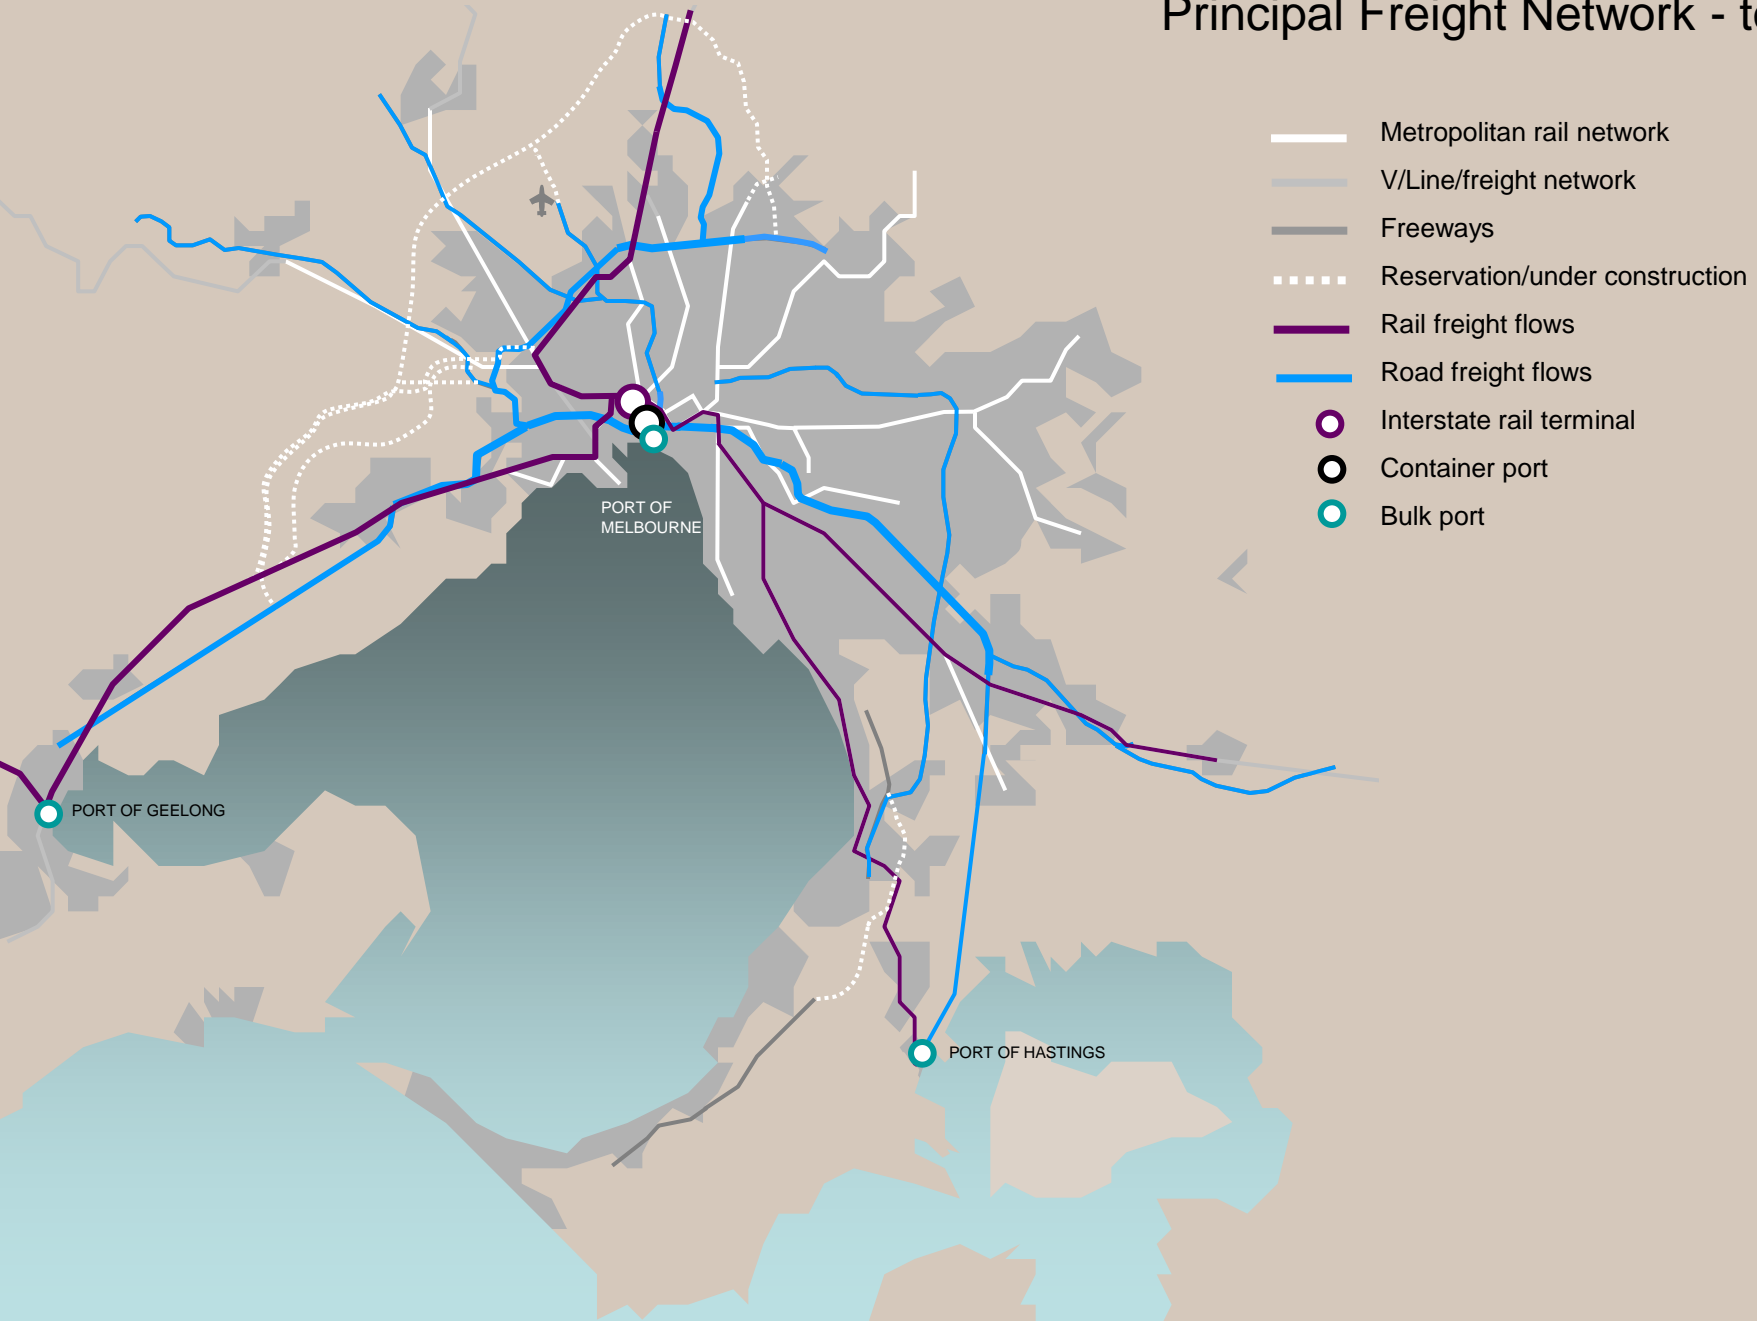 Principal Freight Network -
Metropolitan rail network
V/Line/freight network
Freeways
Reservation/under construction
Rail freight flows
Road freight flows
Interstate rail terminal
Container port
Bulk port
PORT OF
MELBOURNE
PORT OF GEELONG
PORT OF HASTINGS